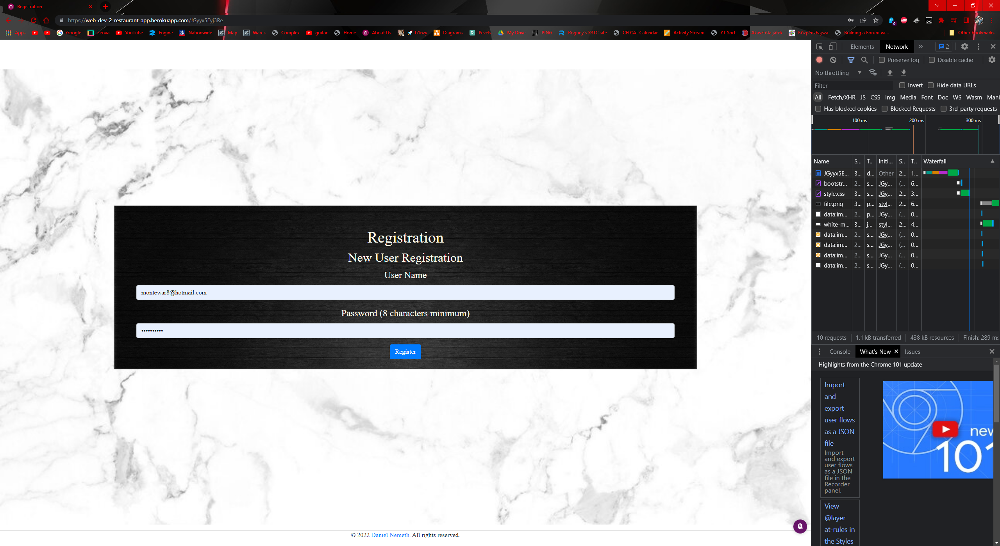 Registration
https://web-dev-2-restaurant-app.herokuapp.com/JGyyx5Eyj3Re
Apps Google Zenva YouTube Engine Nationwide Map Wares Complex guitar Home About Us b1nzy Diagrams Pexels My Drive PING Roguey's X3TC site CELCAT Calendar Activity Stream YT Sort Akasztófa játék Középénzhajsza Building a Forum wi... Other bookmarks
Registration
New User Registration
User Name
montewar8@hotmail.com
Password (8 characters minimum)
••••••••••
Register
© 2022 Daniel Nemeth. All rights reserved.
Elements Network 2
Preserve log Disable cache
No throttling
Filter Invert Hide data URLs
All Fetch/XHR JS CSS Img Media Font Doc WS Wasm Mani
Has blocked cookies Blocked Requests 3rd-party requests
100 ms 200 ms 300 ms
Name S.. T.. Initi... S.. T.. Waterfall
JGyyx5E... 3... d... Other 2... 1...
bootstr... 2... s... JGy... (... 6...
style.css 3... s... JGy... 2... 3...
file.png 3... p... styl... 2... 6...
data:im... 2... p... JGy... (... 0...
white-m... 3... j... styl... 2... 4...
data:im... 2... s... JGy... (... 0...
data:im... 2... s... JGy... (... 0...
data:im... 2... s... JGy... (... 0...
data:im... 2... s... JGy... (... 0...
10 requests 1.1 kB transferred 438 kB resources Finish: 289 ms
Console What's New Issues
Highlights from the Chrome 101 update
Import
and
export
user flows
as a JSON
file
Import
and export
user flows
as a JSON
file in the
Recorder
panel.
new
101
View
@layer
at-rules in
the Styles